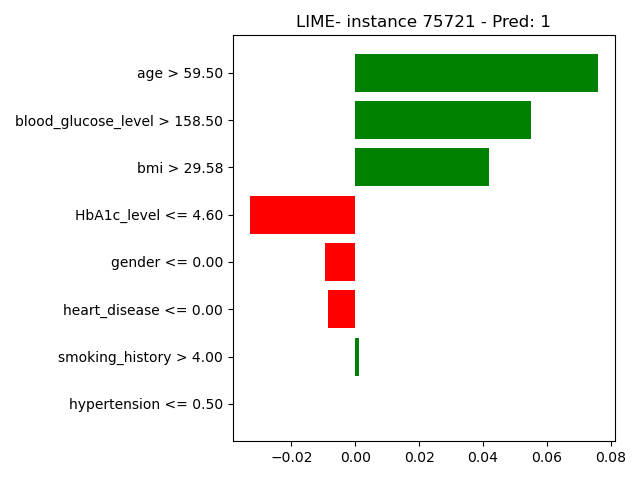 LIME- instance 75721 - Pred: 1
age > 59.50
blood_glucose_level > 158.50
bmi > 29.58
HbA1c_level <= 4.60
gender <= 0.00
heart_disease <= 0.00
smoking_history > 4.00
hypertension <= 0.50
−0.02 0.00 0.02 0.04 0.06 0.08